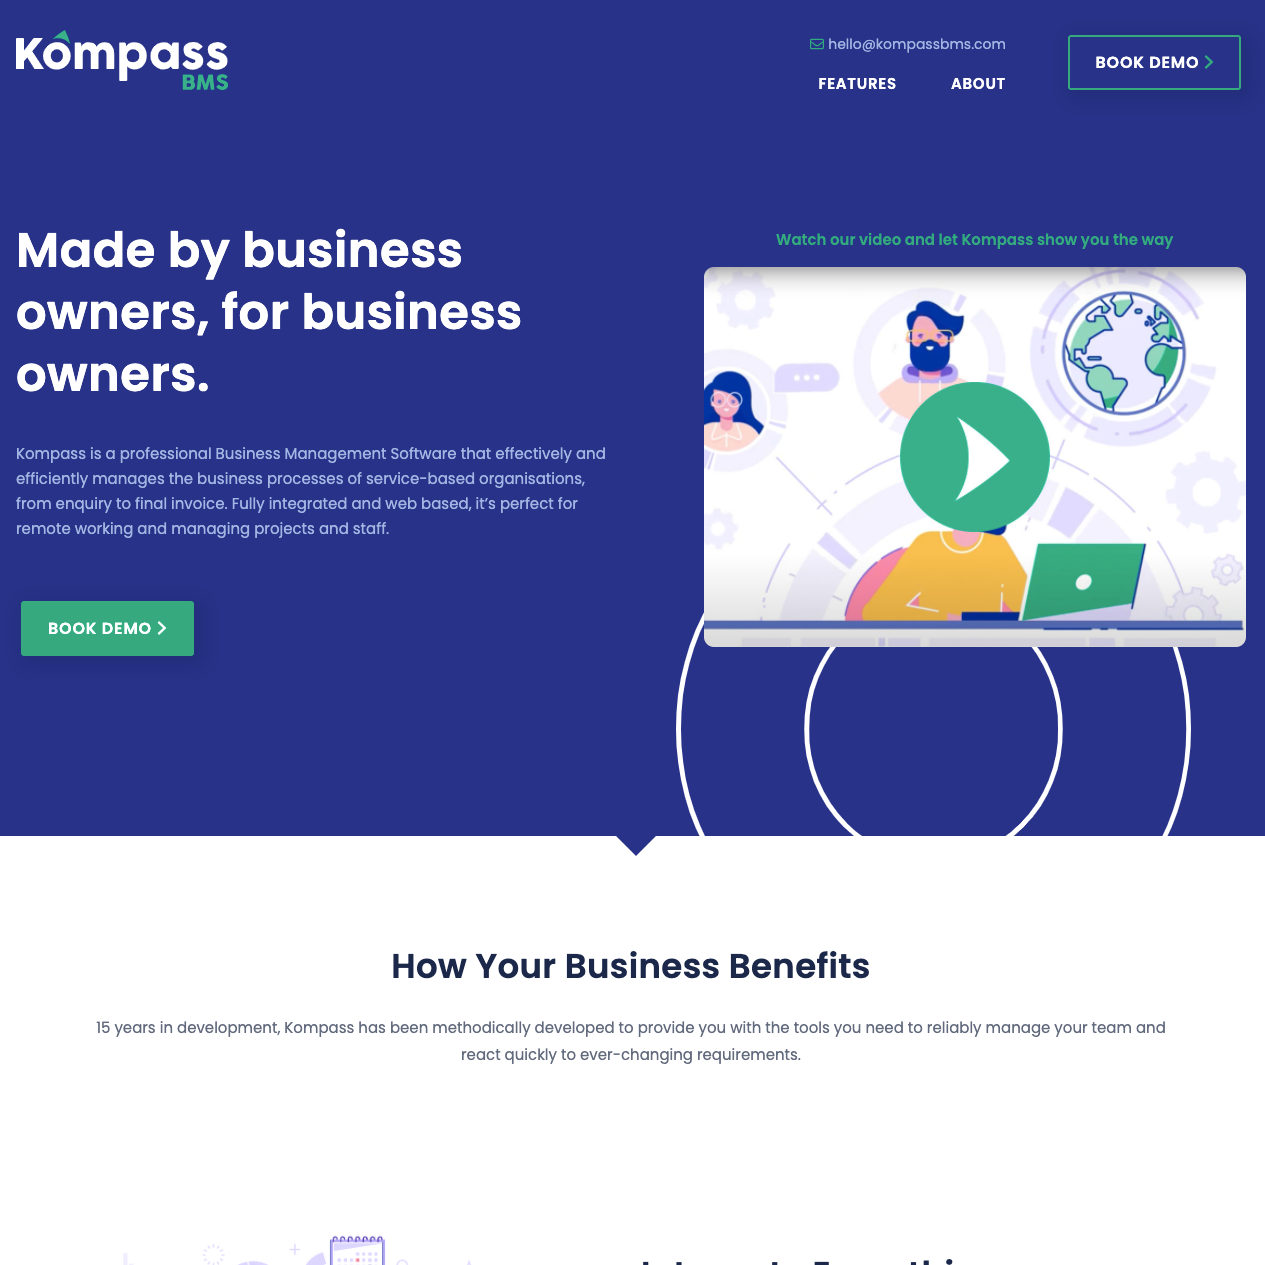 Kompass
BMS
hello@kompassbms.com
FEATURES
ABOUT
BOOK DEMO
Made by business
owners, for business
owners.
Kompass is a professional Business Management Software that effectively and
efficiently manages the business processes of service-based organisations,
from enquiry to final invoice. Fully integrated and web based, it’s perfect for
remote working and managing projects and staff.
BOOK DEMO
Watch our video and let Kompass show you the way
How Your Business Benefits
15 years in development, Kompass has been methodically developed to provide you with the tools you need to reliably manage your team and
react quickly to ever-changing requirements.